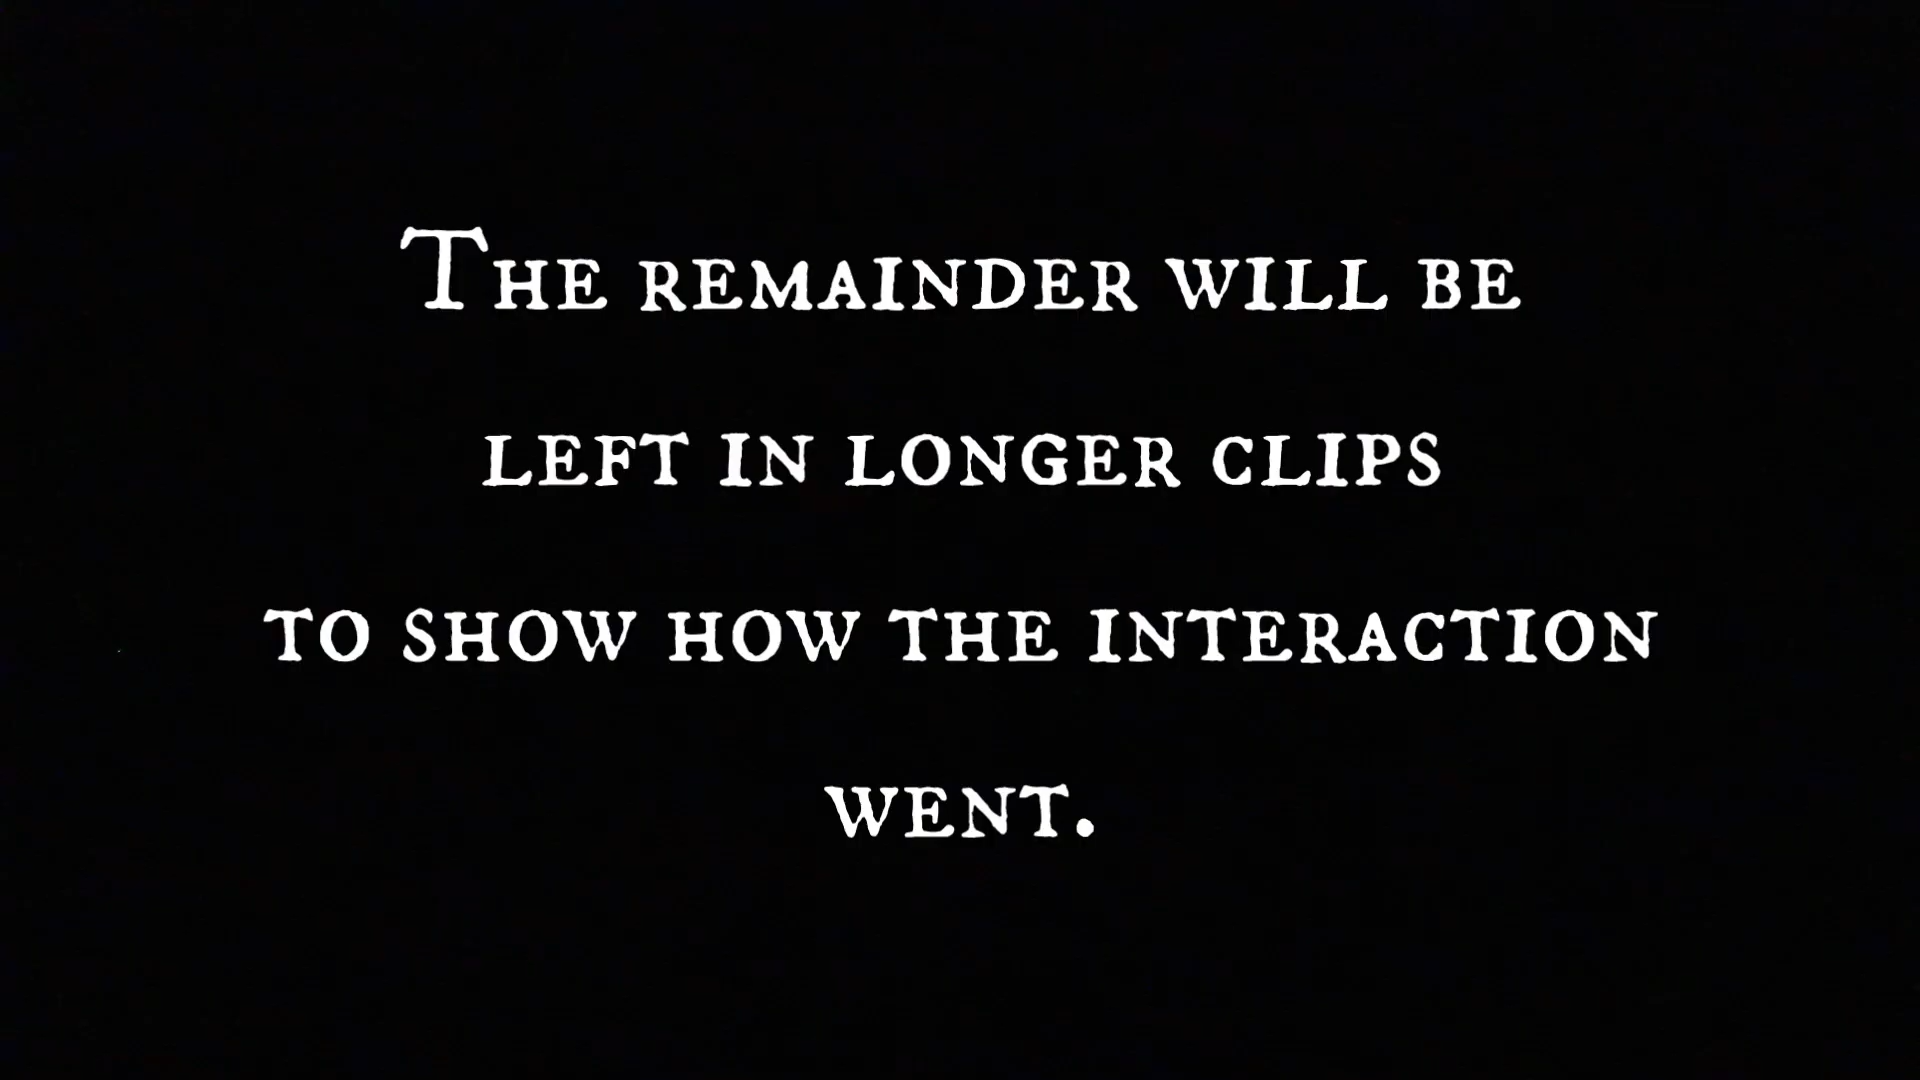 The remainder will be
left in longer clips
to show how the interaction
went.